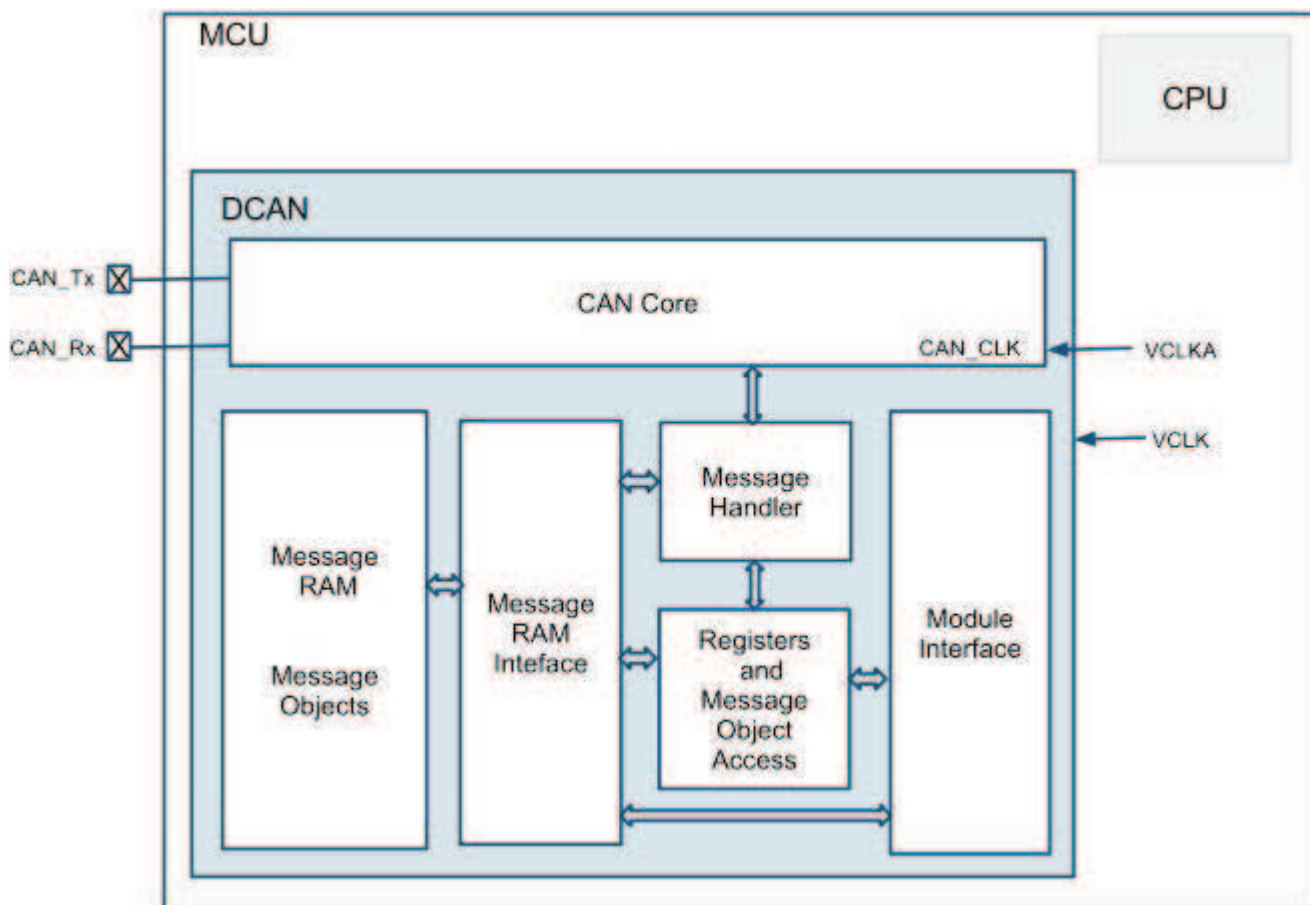 MCU
CPU
DCAN
CAN_Tx
CAN Core
CAN_Rx
CAN_CLK
VCLKA
VCLK
Message
Handler
Message
RAM
Message
Objects
Message
RAM
Inteface
Registers
and
Message
Object
Access
Module
Interface